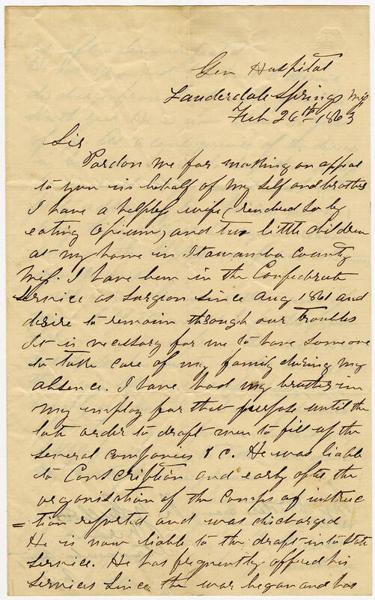 Gen Hospital
Lauderdale Springs Miss
Feb 26th 1863
Sir
Pardon me for making an appeal
to you in behalf of my self and brother
I have a helpless wife, rendered so by
eating Opium, and two little children
at my home in Itawamba County
Miss. I have been in the Confederate
service as Surgeon since Aug 1861 and
desire to remain through our troubles
It is necessary for me to have someone
to take care of my family during my
absence. I have had my brother in
my employ for that purpose until the
late order to draft men to fill up the
several companies & c. He was liable
to Conscription and early after the
organization of the Camps of instruc
=tion reported and was discharged
He is now liable to the draft into State
service. He has frequently offered his
services since the war began and has